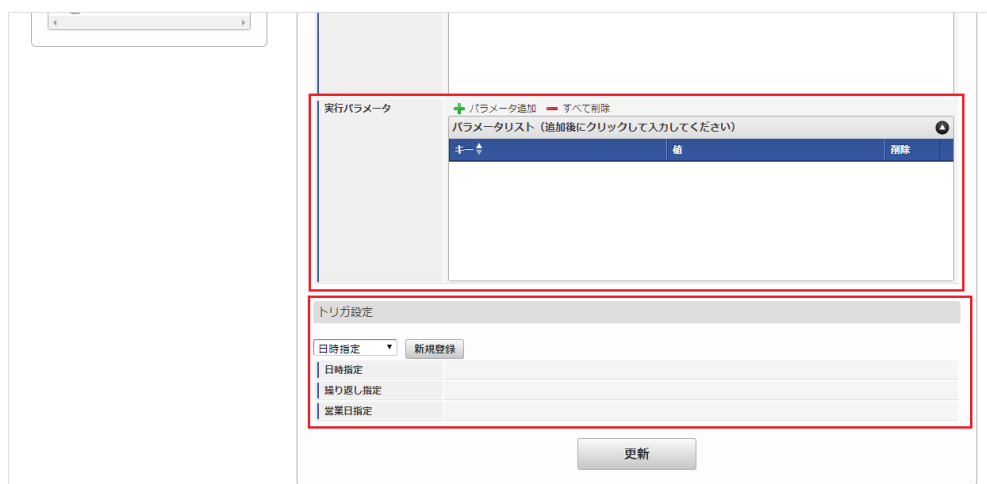 実行パラメータ
パラメータ追加 すべて削除
パラメータリスト（追加後にクリックして入力してください）
キー 値 削除
トリガ設定
日時指定 新規登録
日時指定
繰り返し指定
営業日指定
更新